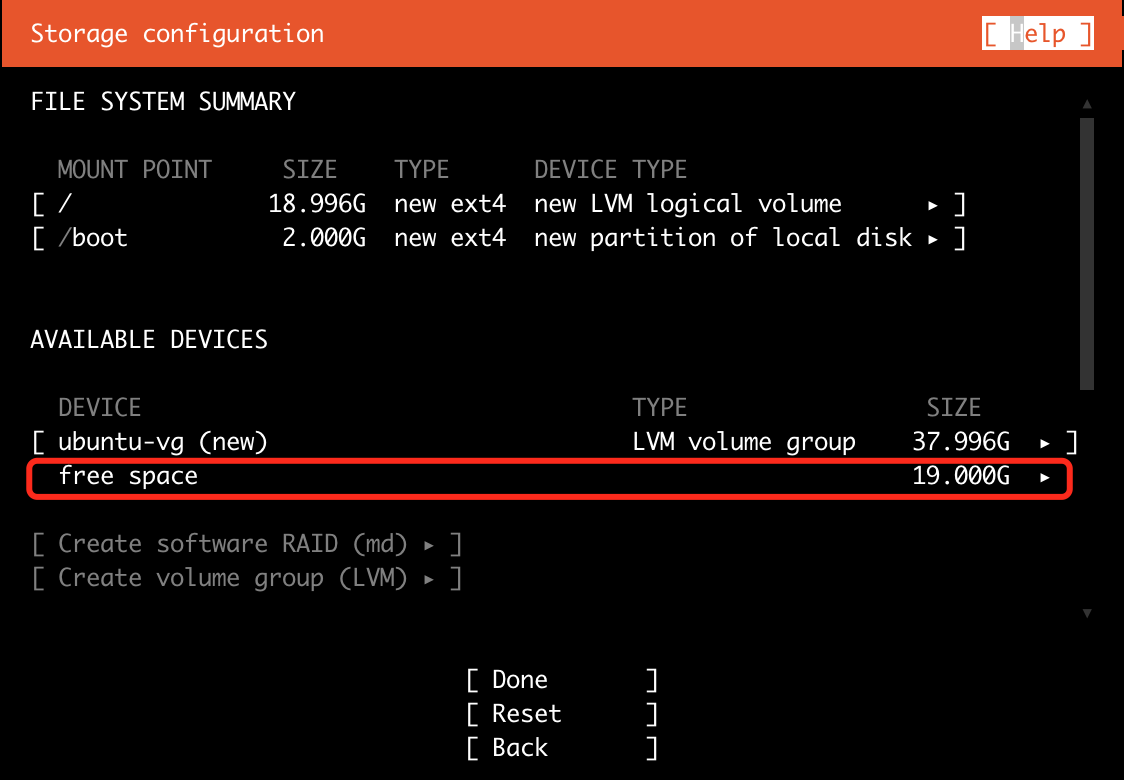 Storage configuration [ Help ]
FILE SYSTEM SUMMARY
MOUNT POINT SIZE TYPE DEVICE TYPE
[ / 18.996G new ext4 new LVM logical volume ▸ ]
[ /boot 2.000G new ext4 new partition of local disk ▸ ]
AVAILABLE DEVICES
DEVICE TYPE SIZE
[ ubuntu-vg (new) LVM volume group 37.996G ▸ ]
free space 19.000G ▸
[ Create software RAID (md) ▸ ]
[ Create volume group (LVM) ▸ ]
[ Done ]
[ Reset ]
[ Back ]